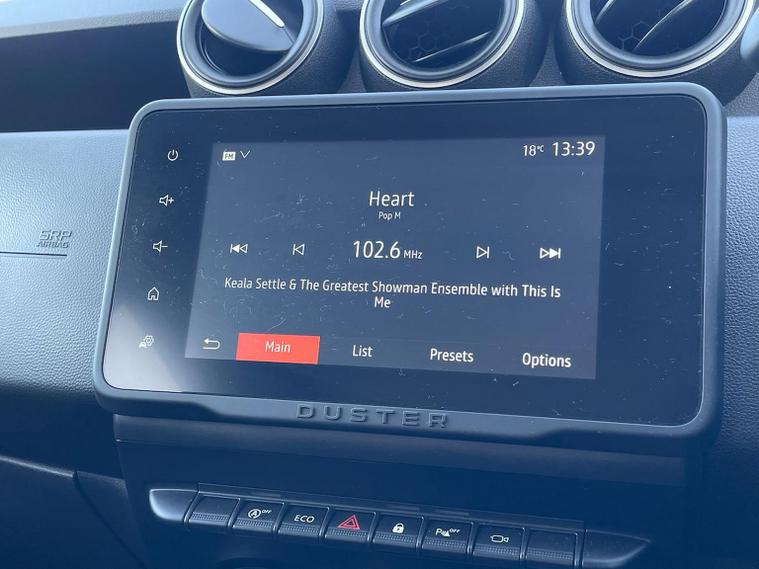 FM
18°C 13:39
Heart
Pop M
102.6 MHz
Keala Settle & The Greatest Showman Ensemble with This Is
Me
Main List Presets Options
SRP
AIRBAG
DUSTER
A OFF ECO P OFF